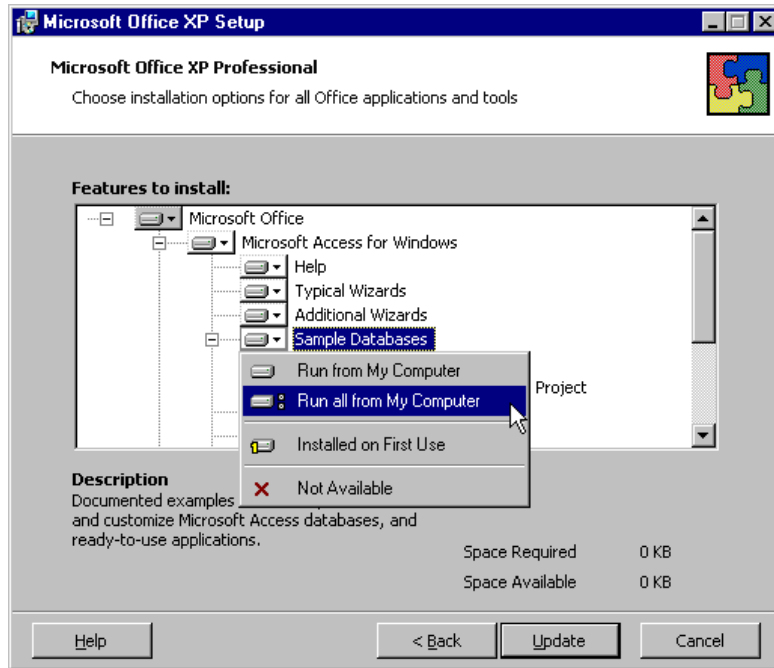 Microsoft Office XP Setup
Microsoft Office XP Professional
Choose installation options for all Office applications and tools
Features to install:
Microsoft Office
Microsoft Access for Windows
Help
Typical Wizards
Additional Wizards
Sample Databases
Run from My Computer
Project
Run all from My Computer
Installed on First Use
Not Available
Description
Documented examples
and customize Microsoft Access databases, and
ready-to-use applications.
Space Required 0 KB
Space Available 0 KB
Help < Back Update Cancel